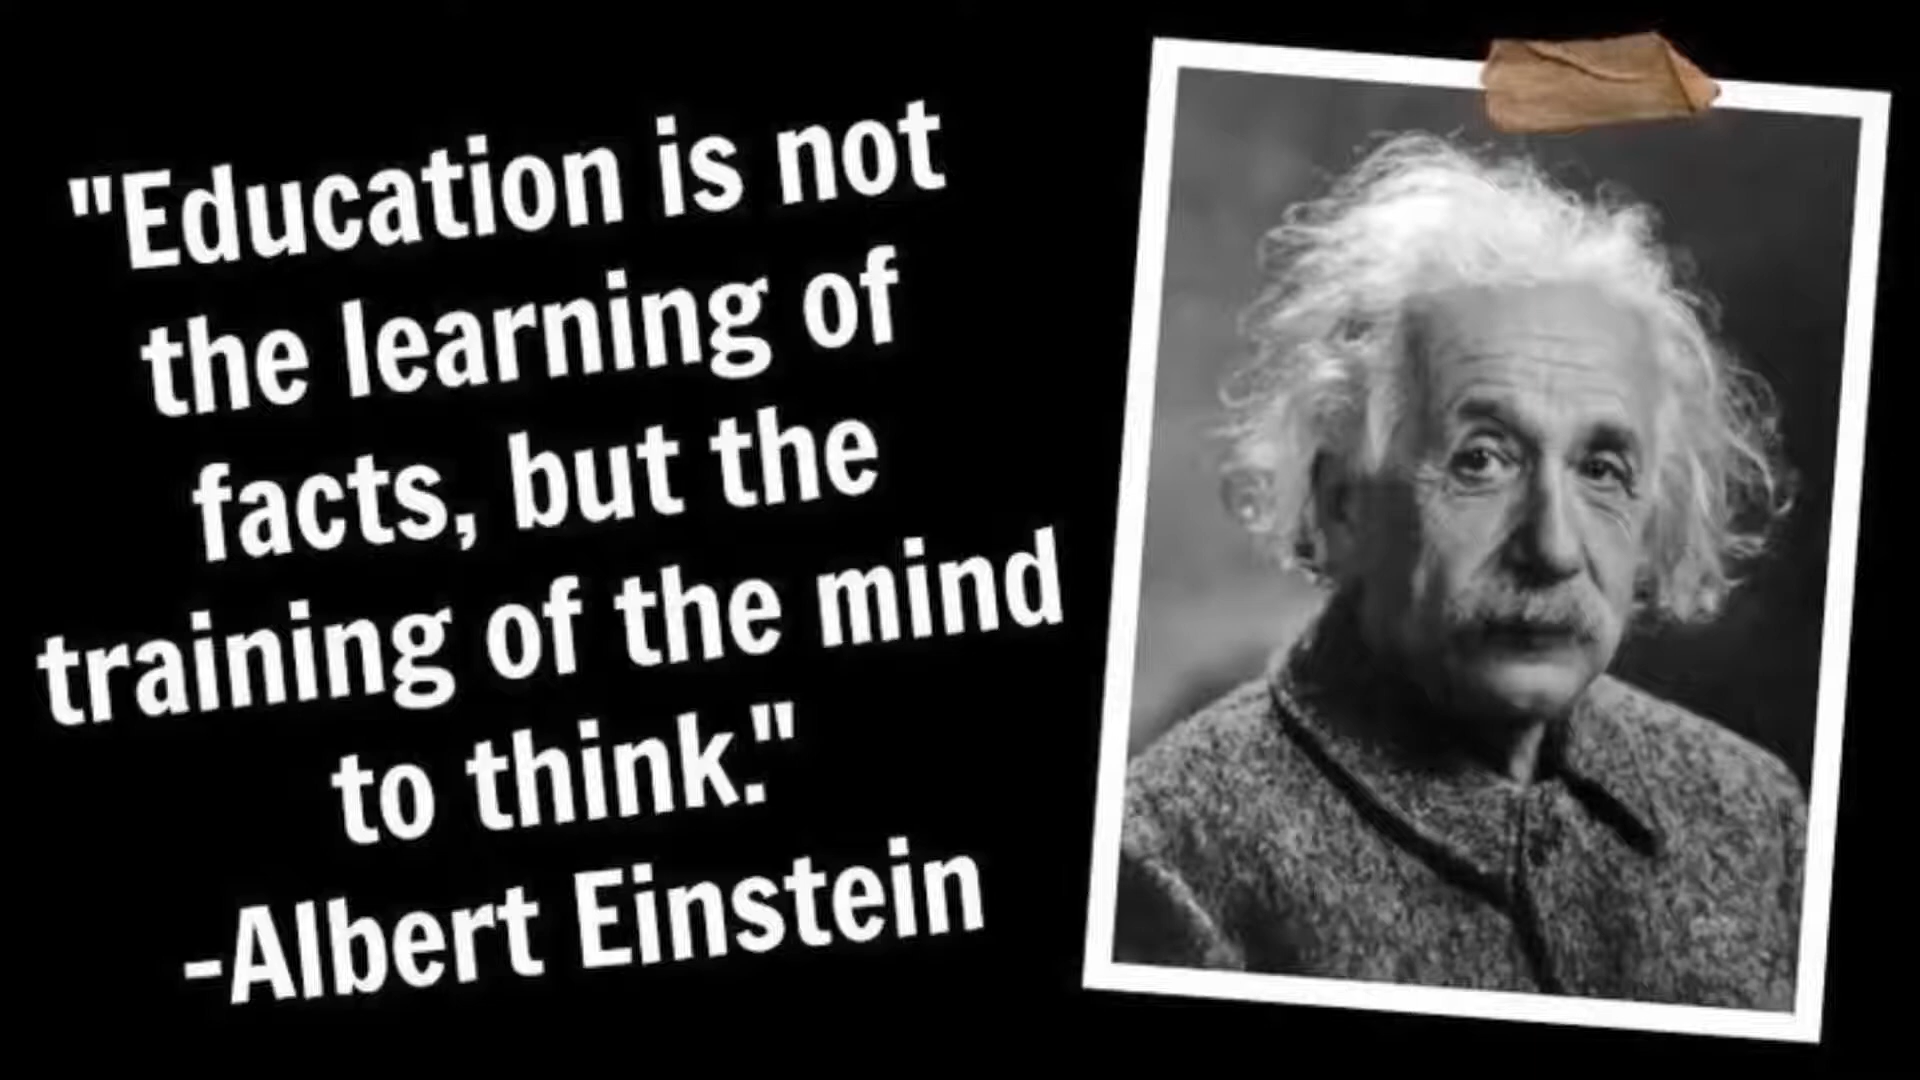 "Education is not
the learning of
facts, but the
training of the mind
to think."
-Albert Einstein